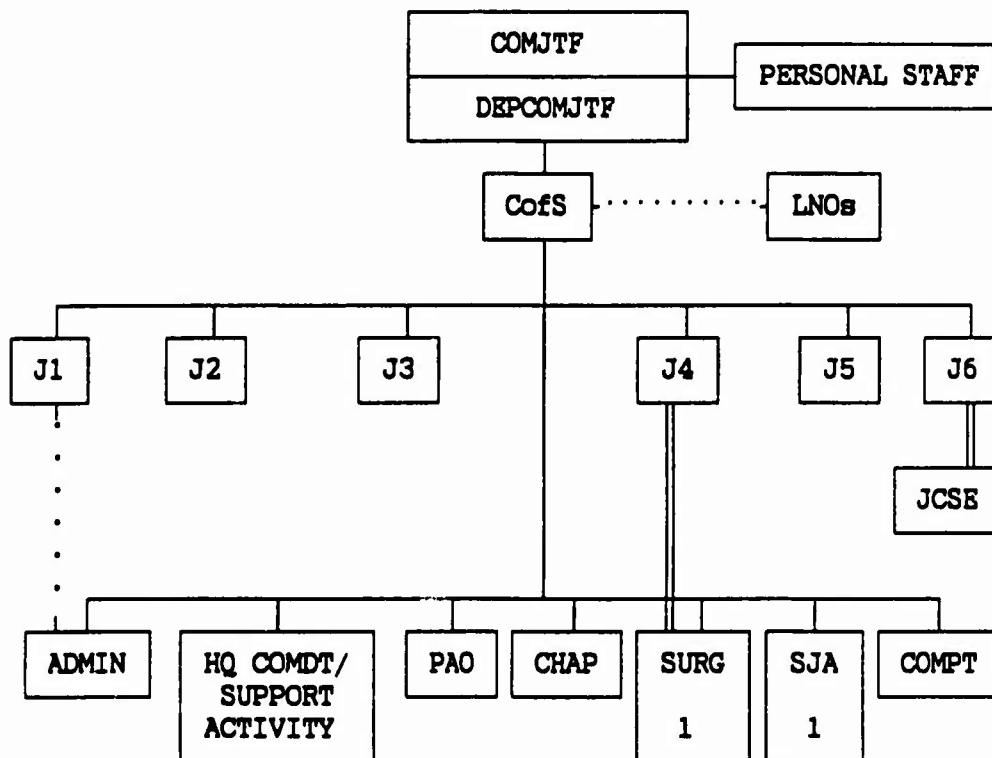 COMJTF
PERSONAL STAFF
DEPCOMJTF
CofS
LNOs
J1
J2
J3
J4
J5
J6
JCSE
ADMIN
HQ COMDT/
SUPPORT
ACTIVITY
PAO
CHAP
SURG
1
SJA
1
COMPT